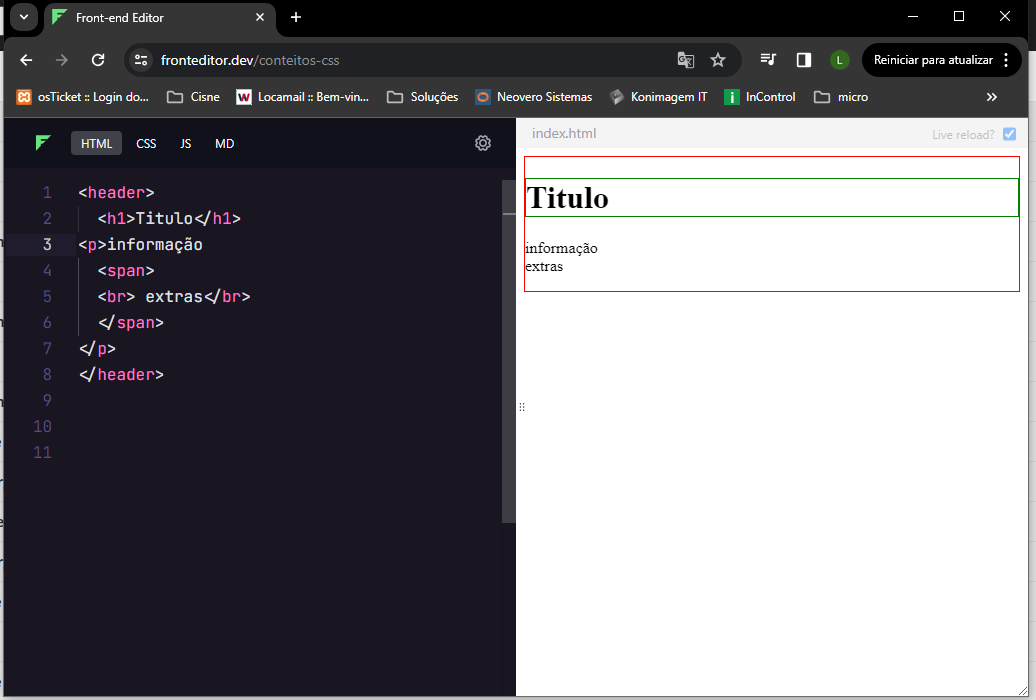 Front-end Editor
fronteditor.dev/conteitos-css
L
Reiniciar para atualizar
osTicket :: Login do...
Cisne
Locamail :: Bem-vin...
Soluções
Neovero Sistemas
Konimagem IT
InControl
micro
HTML CSS JS MD
1 <header>
2 <h1>Titulo</h1>
3 <p>informação
4 <span>
5 <br> extras</br>
6 </span>
7 </p>
8 </header>
9
10
11
index.html
Live reload?
Titulo
informação
extras